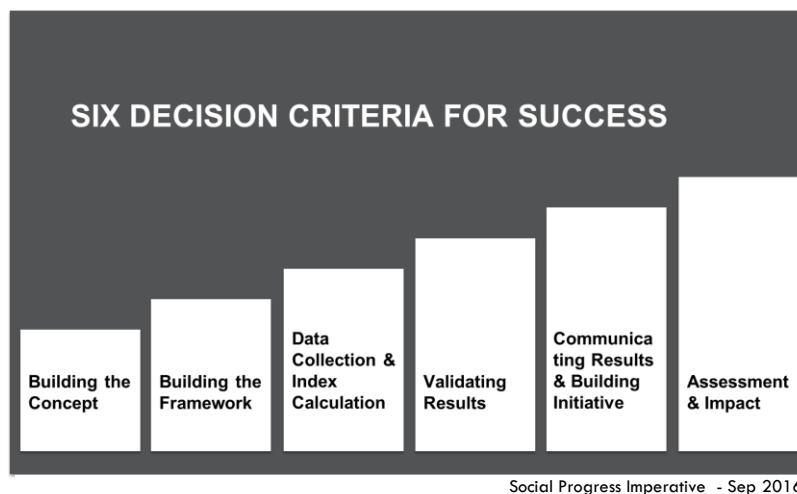 SIX DECISION CRITERIA FOR SUCCESS
Building the
Concept
Building the
Framework
Data
Collection &
Index
Calculation
Validating
Results
Communica
ting Results
& Building
Initiative
Assessment
& Impact
Social Progress Imperative - Sep 2016